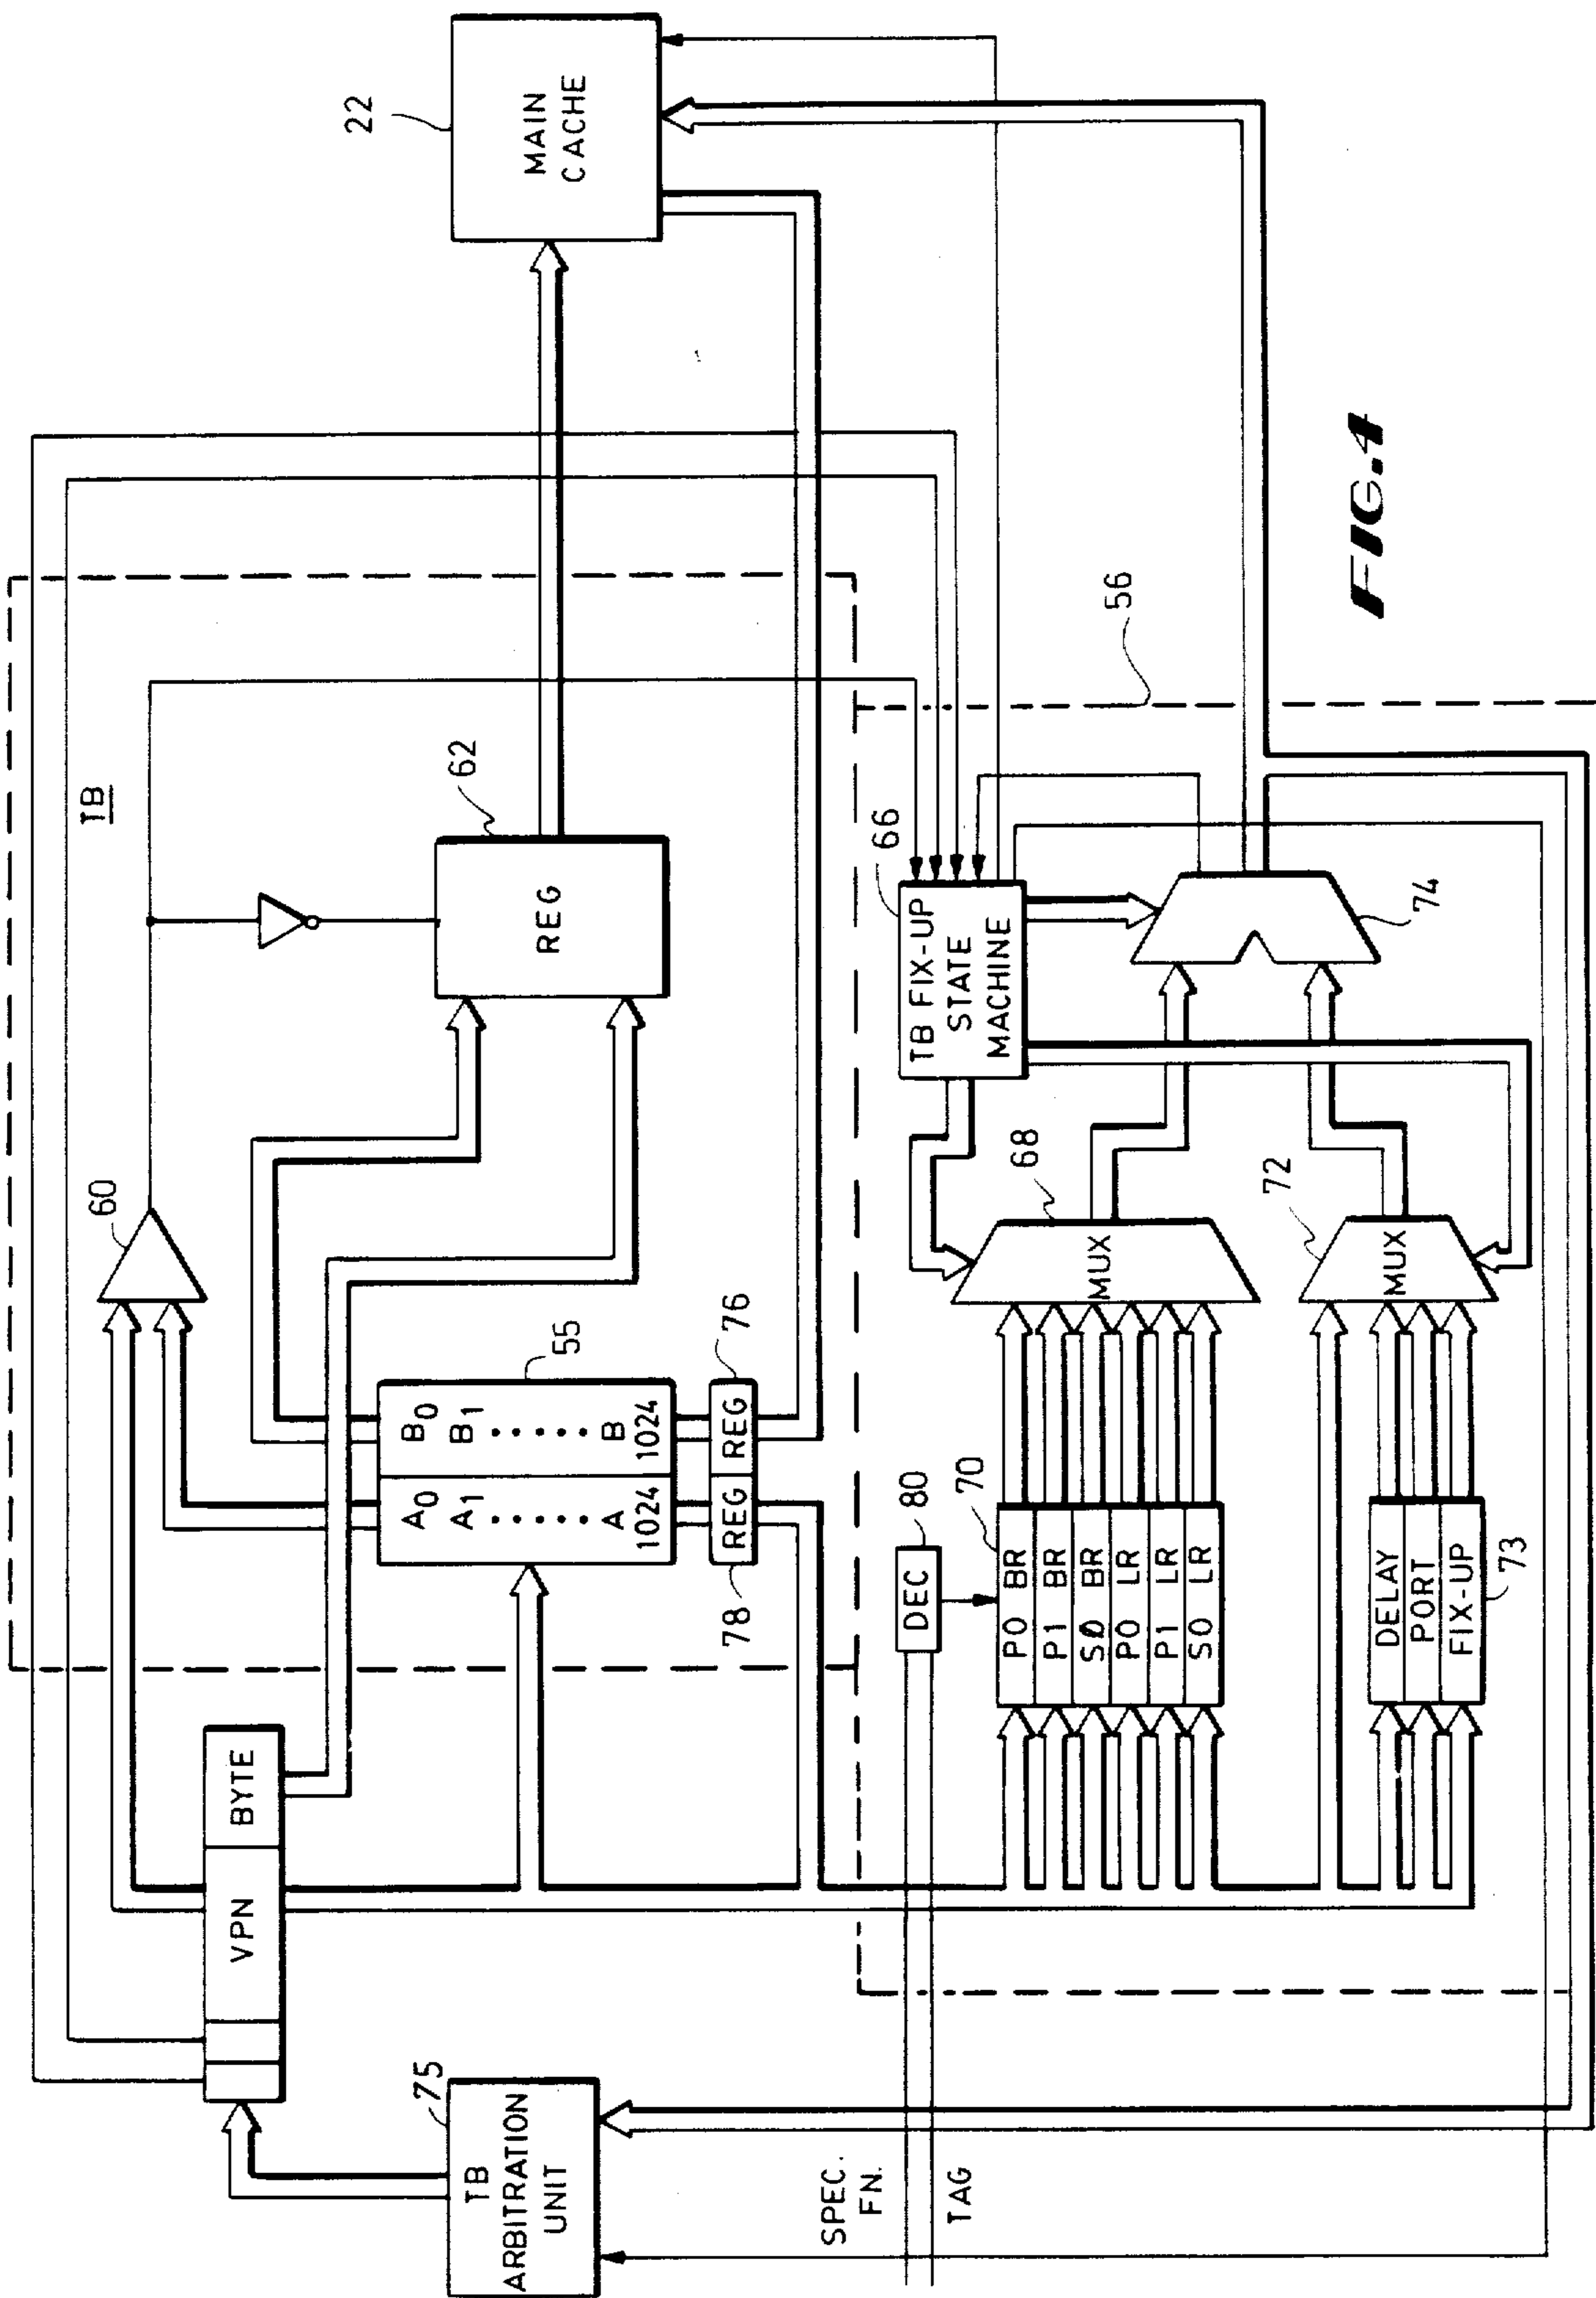 22
MAIN
CACHE
TB
62
REG
60
55
A0 B0
A1 B1
..... .....
A B
1024 1024
78
REG
REG
76
VPN
BYTE
75
TB
ARBITRATION
UNIT
SPEC.
FN.
TAG
80
DEC
70
P0 BR
P1 BR
S0 BR
P0 LR
P1 LR
S0 LR
DELAY
PORT
FIX-UP
73
68
MUX
72
MUX
66
TB FIX-UP
STATE
MACHINE
74
56
FIG.4